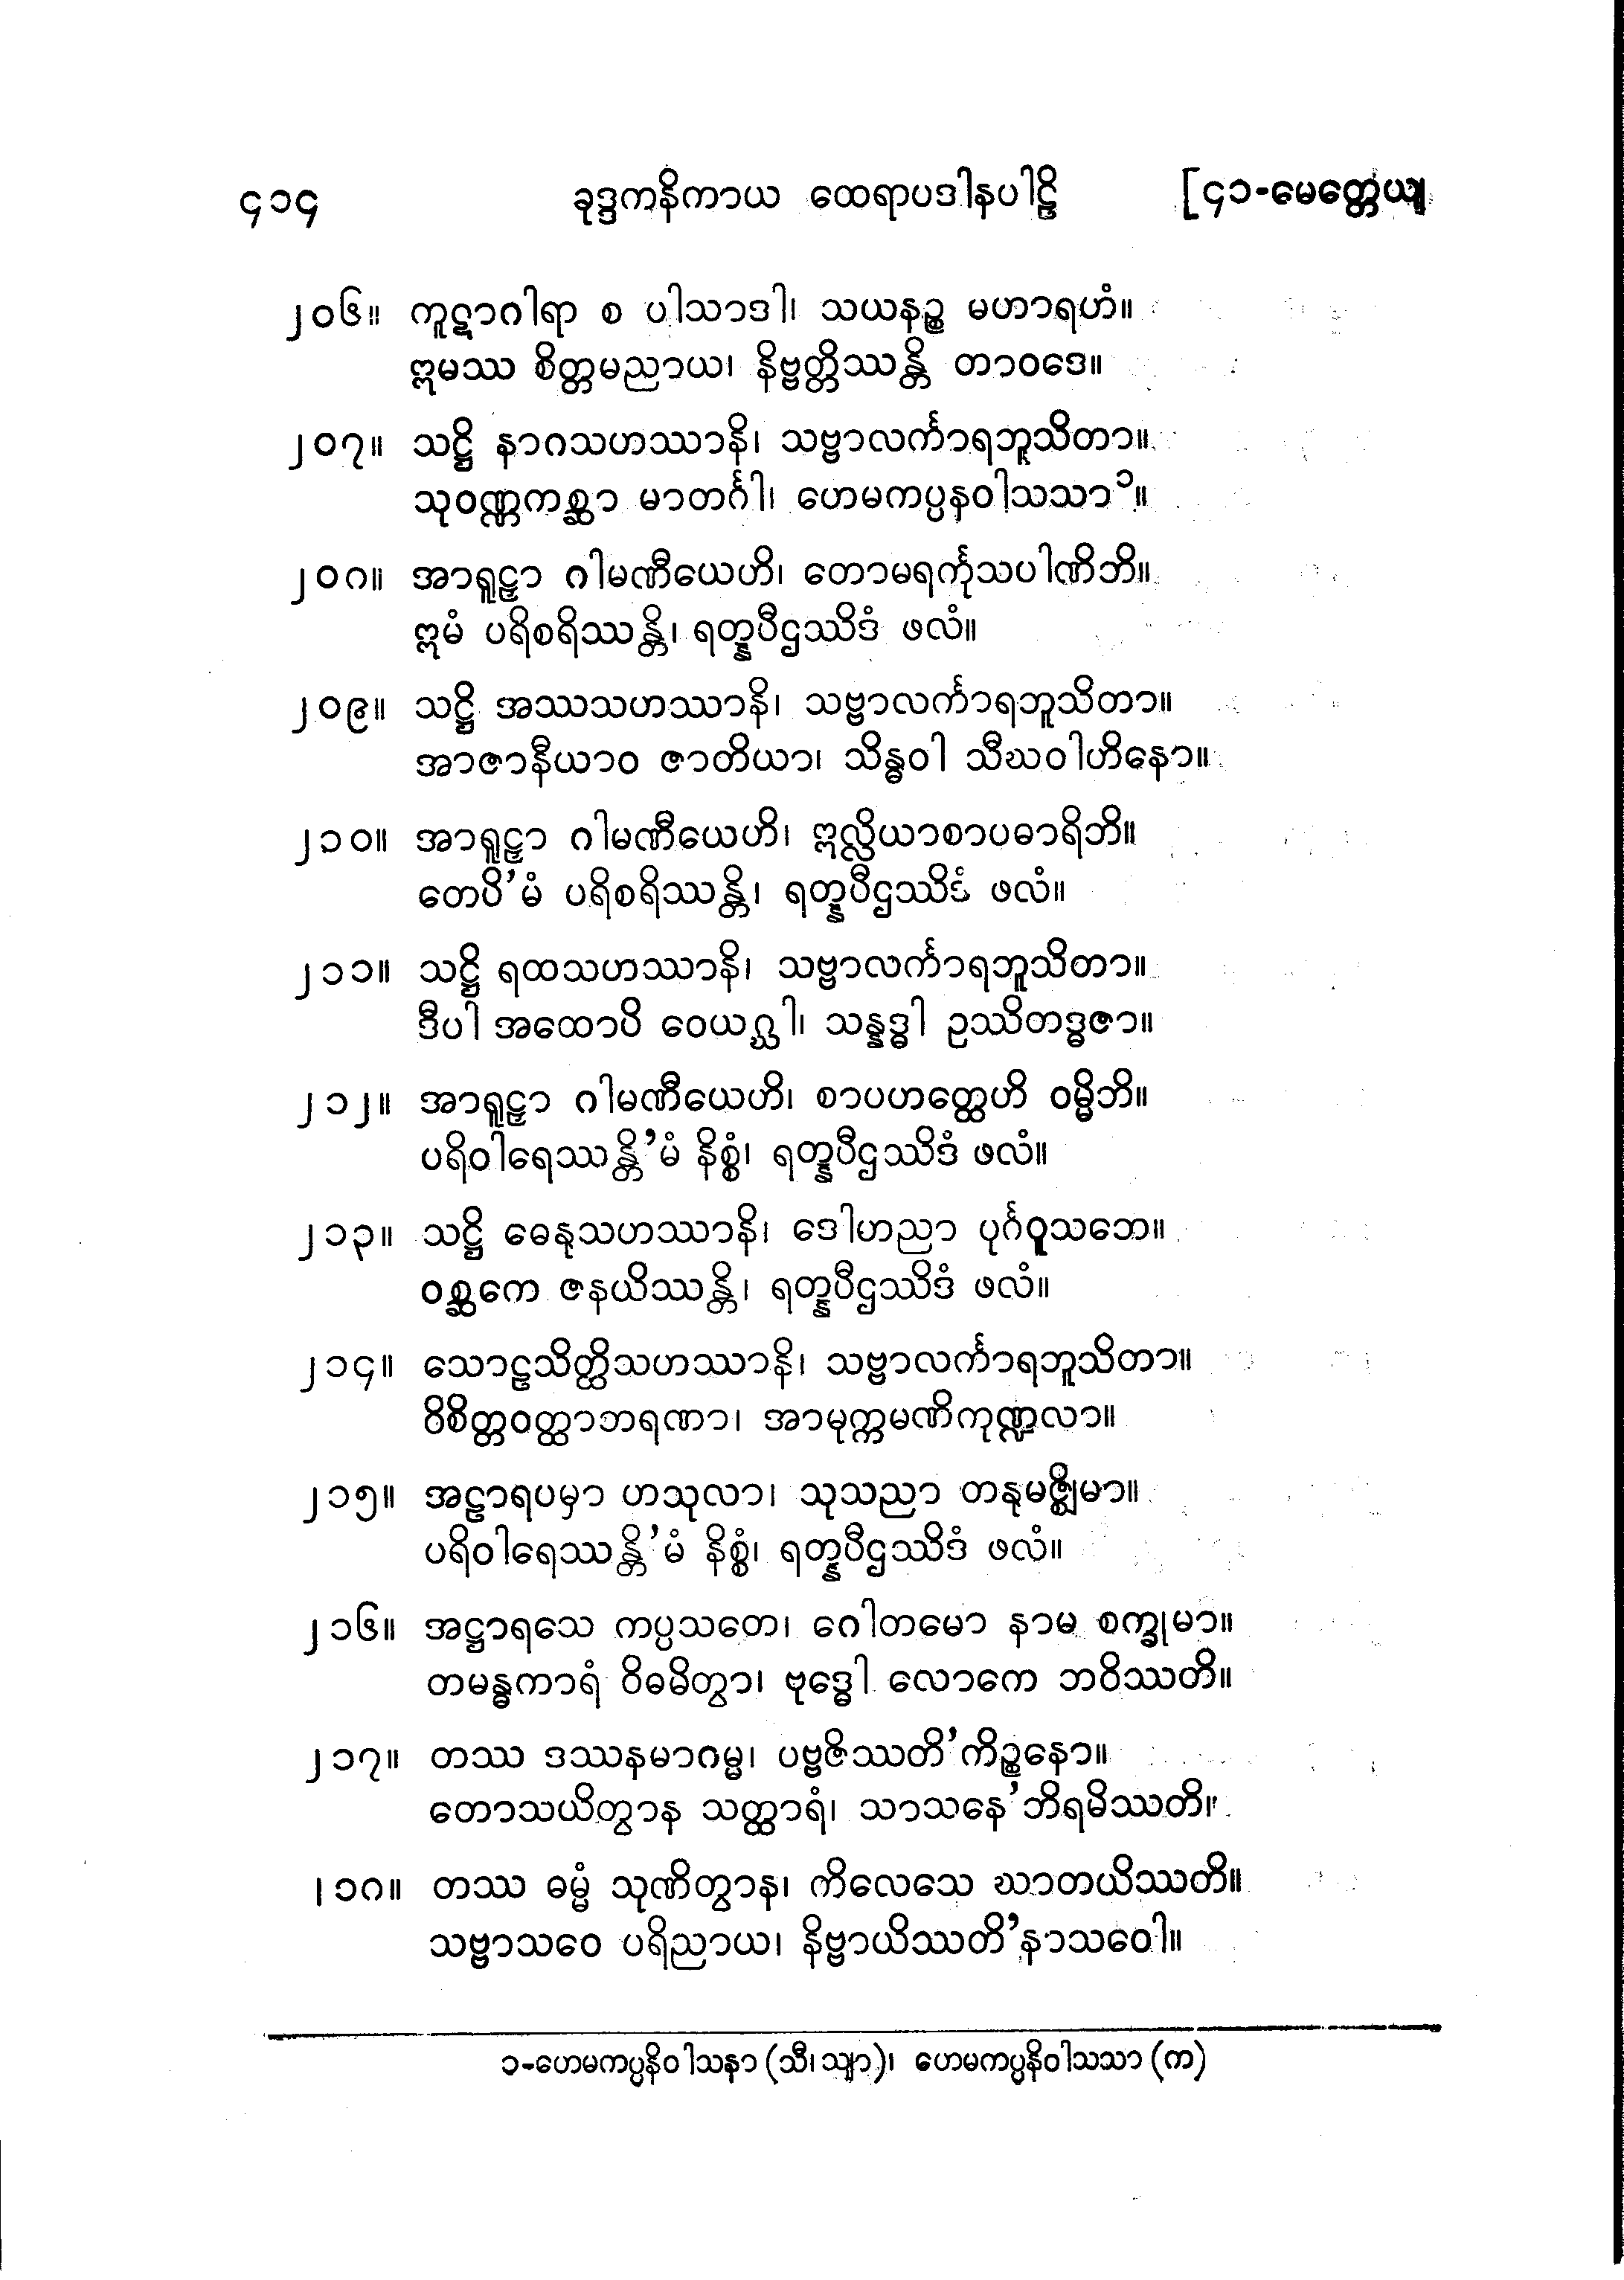 ၄၁၄ ခုဒ္ဒကနိကာယ ထေရာပဒါနပါဠိ [၄၁-မေတ္တေယျ
၂၀၆။ ကူဋာဂါရာ စ ပါသာဒါ၊ သယနဉ္စ မဟာရဟံ။
ဣမဿ စိတ္တမညာယ၊ နိဗ္ဗတ္တိဿန္တိ တာဝဒေ။
၂၀၇။ သဋ္ဌိ နာဂသဟဿာနိ၊ သဗ္ဗာလင်္ကာရဘူသိတာ။
သုဝဏ္ဏကစ္ဆာ မာတင်္ဂါ၊ ဟေမကပ္ပနဝါသသာ၁။
၂၀၈။ အာရူဠှာ ဂါမဏီယေဟိ၊ တောမရင်္ကုသပါဏိဘိ။
ဣမံ ပရိစရိဿန္တိ၊ ရတ္နပီဌဿိဒံ ဖလံ။
၂၀၉။ သဋ္ဌိ အဿသဟဿာနိ၊ သဗ္ဗာလင်္ကာရဘူသိတာ။
အာဇာနီယာဝ ဇာတိယာ၊ သိန္ဓဝါ သီဃဝါဟိနော။
၂၁၀။ အာရူဠှာ ဂါမဏီယေဟိ၊ ဣလ္လိယာစာပဓာရိဘိ။
တေပိ’မံ ပရိစရိဿန္တိ၊ ရတ္နပီဌဿိဒံ ဖလံ။
၂၁၁။ သဋ္ဌိ ရထသဟဿာနိ၊ သဗ္ဗာလင်္ကာရဘူသိတာ။
ဒီပါ အထောပိ ဝေယဂ္ဃါ၊ သန္နဒ္ဓါ ဥဿိတဒ္ဓဇာ။
၂၁၂။ အာရူဠှာ ဂါမဏီယေဟိ၊ စာပဟတ္ထေဟိ ဝမ္မိဘိ။
ပရိဝါရေဿန္တိ’မံ နိစ္စံ၊ ရတ္နပီဌဿိဒံ ဖလံ။
၂၁၃။ သဋ္ဌိ ဓေနုသဟဿာနိ၊ ဒေါဟညာ ပုင်္ဂဝူသဘေ။
ဝစ္ဆကေ ဇနယိဿန္တိ၊ ရတ္နပီဌဿိဒံ ဖလံ။
၂၁၄။ သောဠသိတ္ထိသဟဿာနိ၊ သဗ္ဗာလင်္ကာရဘူသိတာ။
ဝိစိတ္တဝတ္ထာဘရဏာ၊ အာမုက္ကမဏိကုဏ္ဍလာ။
၂၁၅။ အဠာရပမှာ ဟသုလာ၊ သုသညာ တနုမဇ္ဈိမာ။
ပရိဝါရေဿန္တိ’မံ နိစ္စံ၊ ရတ္နပီဌဿိဒံ ဖလံ။
၂၁၆။ အဋ္ဌာရသေ ကပ္ပသတေ၊ ဂေါတမော နာမ စက္ခုမာ။
တမန္ဓကာရံ ဝိဓမိတွာ၊ ဗုဒ္ဓေါ လောကေ ဘဝိဿတိ။
၂၁၇။ တဿ ဒဿနမာဂမ္မ၊ ပဗ္ဗဇိဿတိ’ကိဉ္စနော။
တောသယိတွာန သတ္ထာရံ၊ သာသနေ’ဘိရမိဿတိ။
၂၁၈။ တဿ ဓမ္မံ သုဏိတွာန၊ ကိလေသေ ဃာတယိဿတိ။
သဗ္ဗာသဝေ ပရိညာယ၊ နိဗ္ဗာယိဿတိ’နာသဝေါ။
၁-ဟေမကပ္ပနိဝါသနာ (သီ၊သျာ)၊ ဟေမကပ္ပနိဝါသသာ (က)